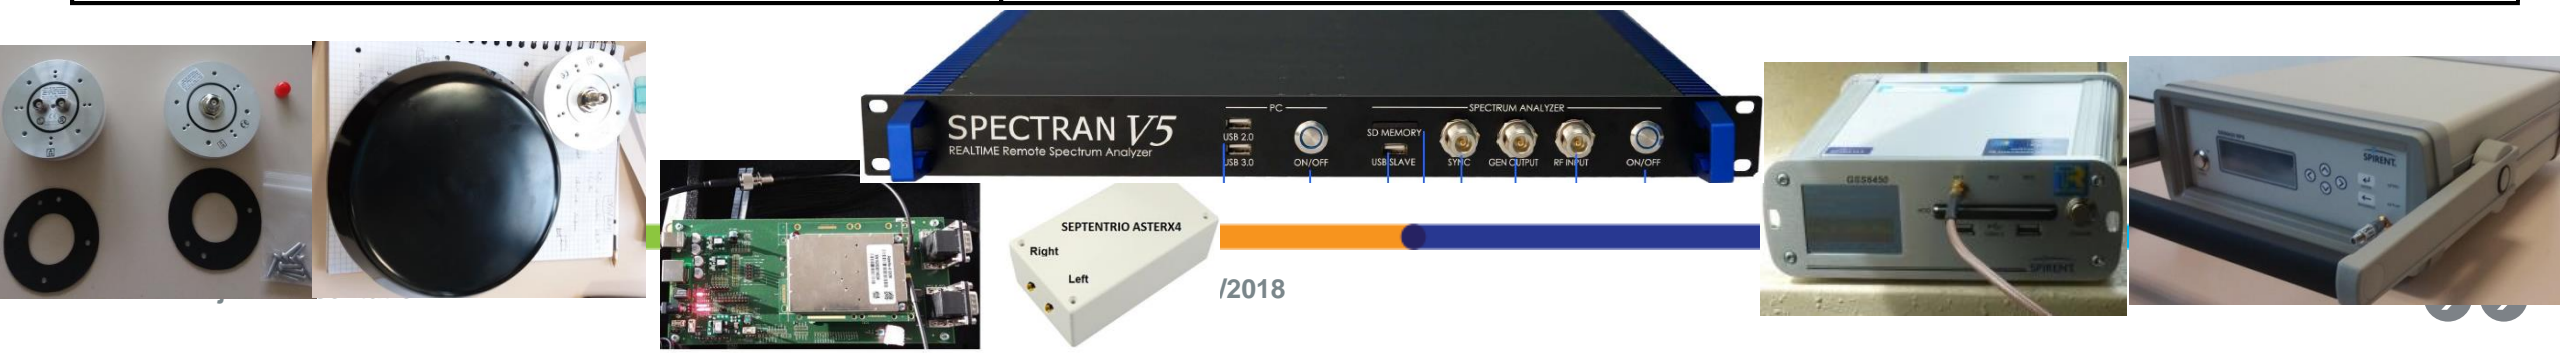 SPECTRAN V5
REALTIME Remote Spectrum Analyzer
PC
USB 2.0
USB 3.0
ON/OFF
SPECTRUM ANALYZER
SD MEMORY
USB SLAVE
SYNC
GEN OUTPUT
RF INPUT
ON/OFF
SEPTENTRIO ASTERX4
Right
Left
/2018
GSS6450
SPIRENT
SPIRENT